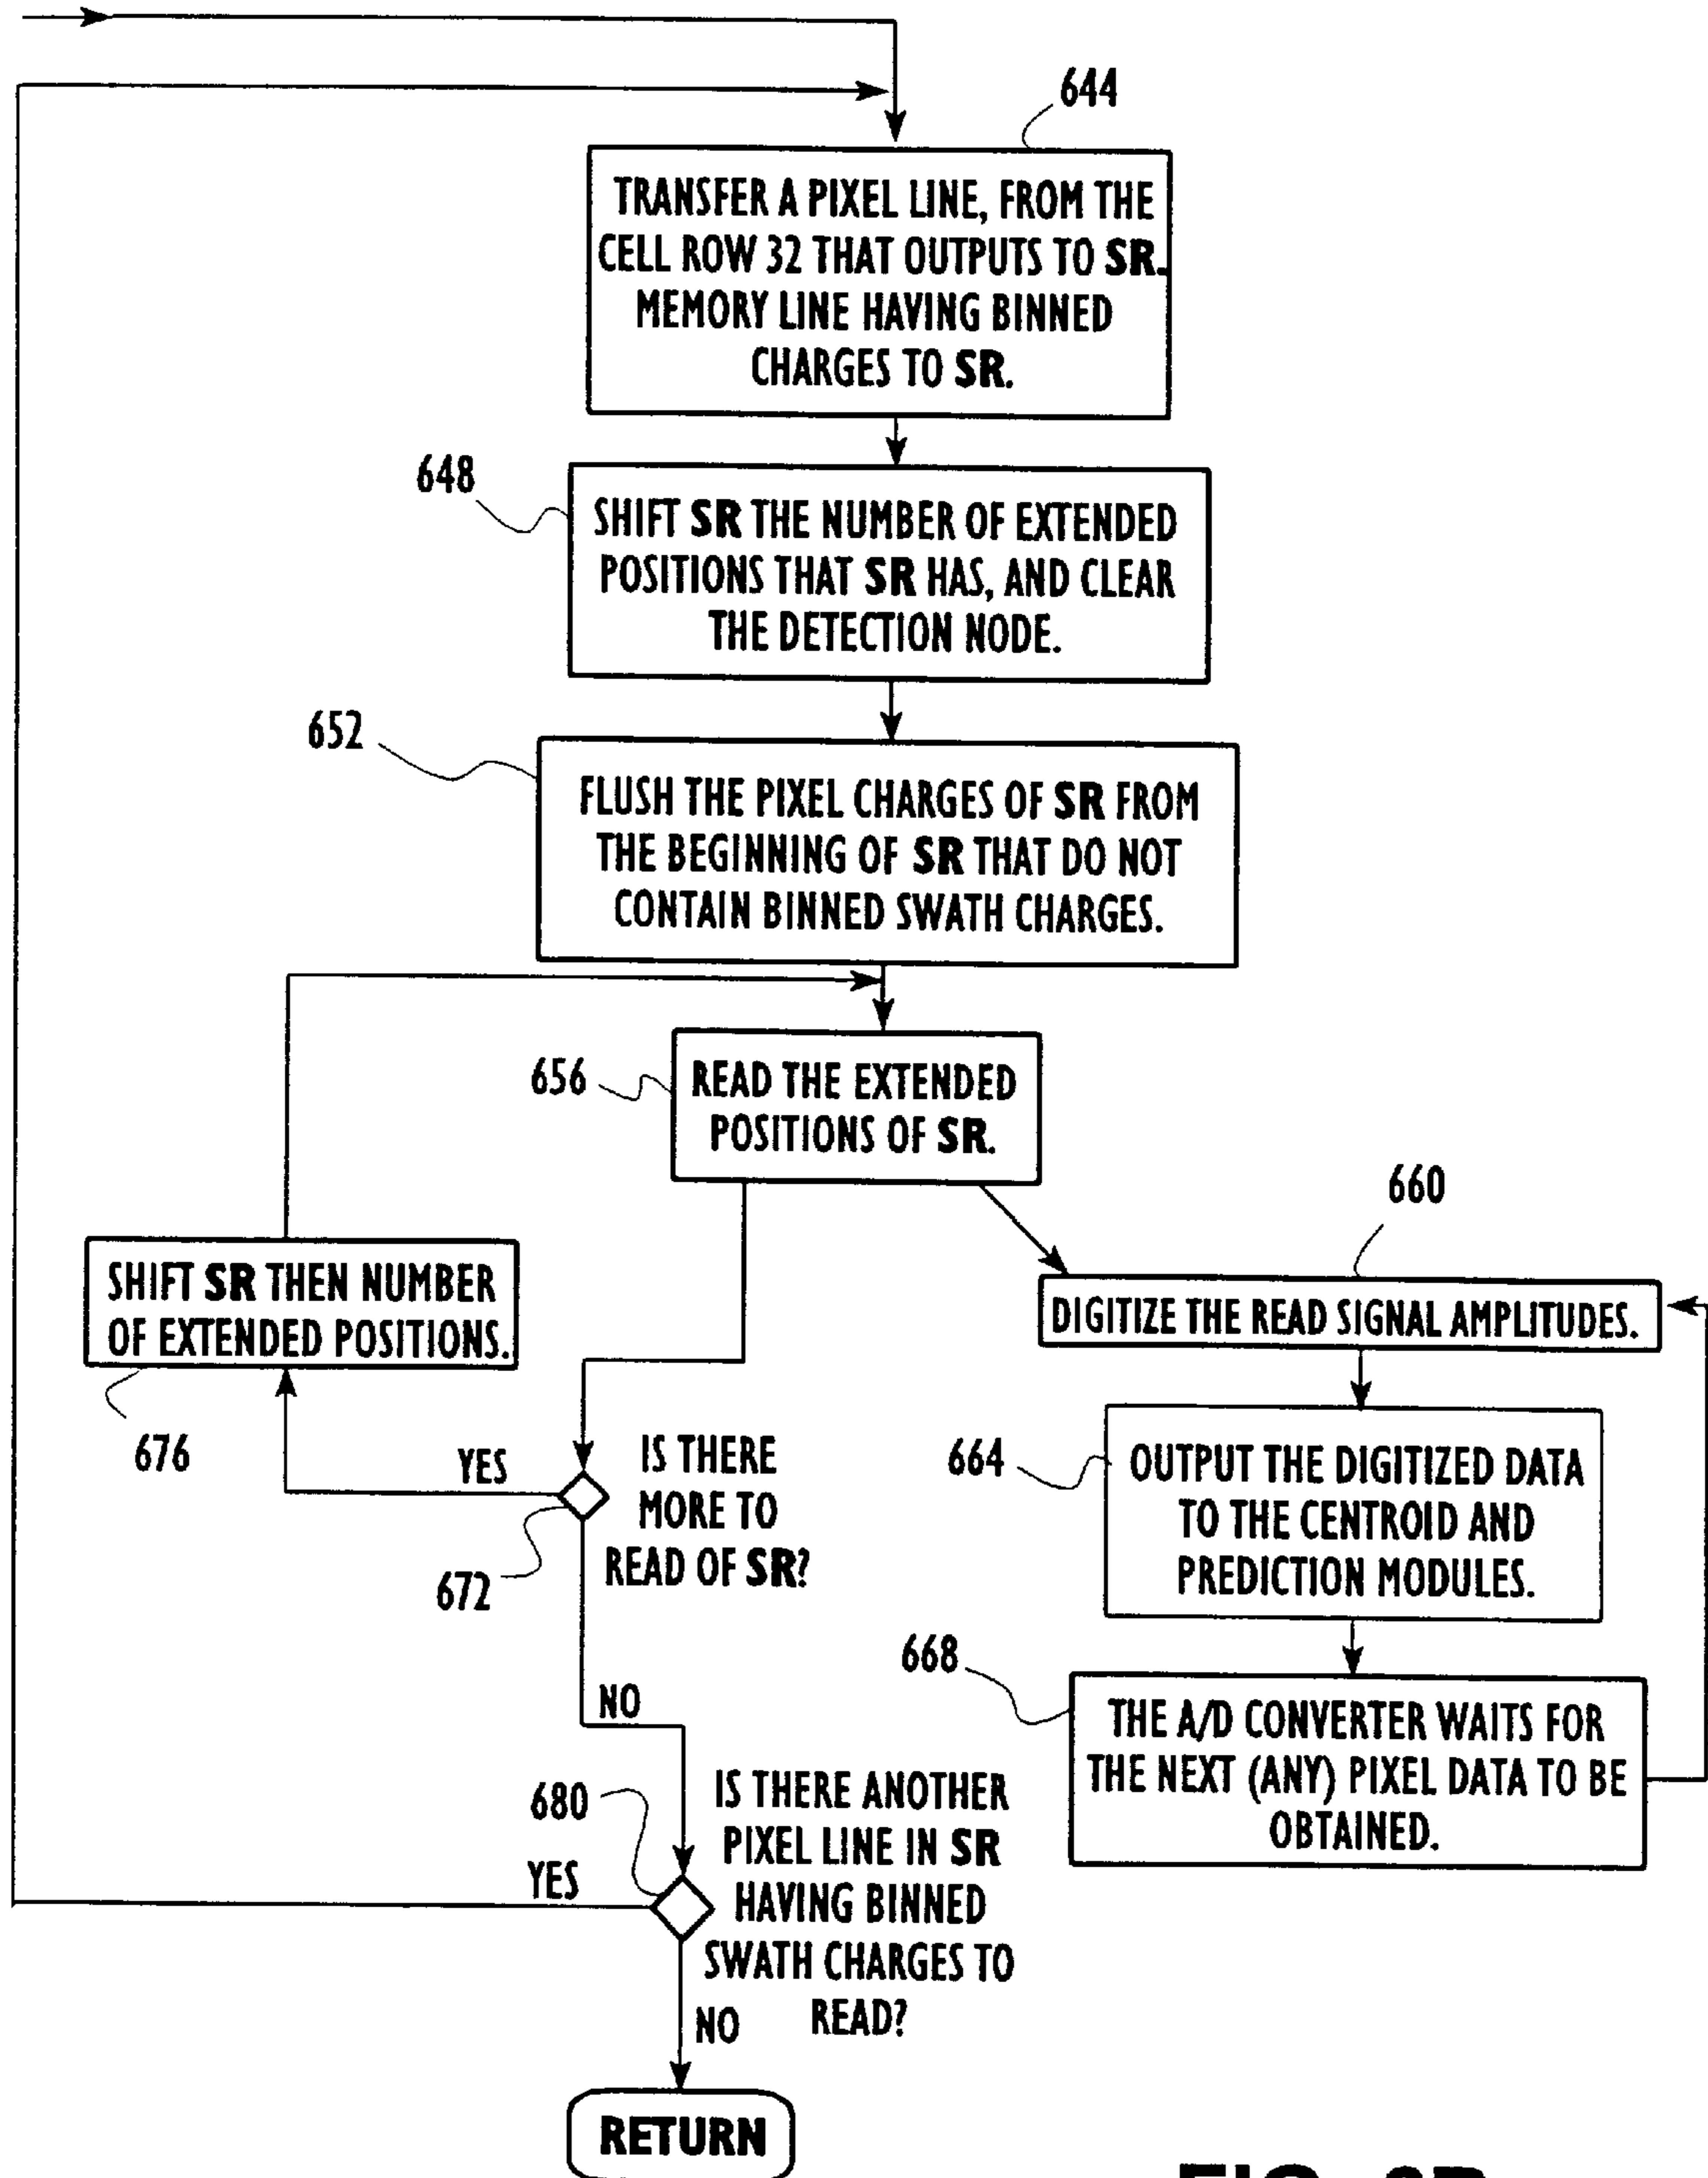 644
TRANSFER A PIXEL LINE, FROM THE
CELL ROW 32 THAT OUTPUTS TO SR.
MEMORY LINE HAVING BINNED
CHARGES TO SR.
648
SHIFT SR THE NUMBER OF EXTENDED
POSITIONS THAT SR HAS, AND CLEAR
THE DETECTION NODE.
652
FLUSH THE PIXEL CHARGES OF SR FROM
THE BEGINNING OF SR THAT DO NOT
CONTAIN BINNED SWATH CHARGES.
656
READ THE EXTENDED
POSITIONS OF SR.
660
DIGITIZE THE READ SIGNAL AMPLITUDES.
SHIFT SR THEN NUMBER
OF EXTENDED POSITIONS.
676
YES
IS THERE
MORE TO
READ OF SR?
672
664
OUTPUT THE DIGITIZED DATA
TO THE CENTROID AND
PREDICTION MODULES.
668
THE A/D CONVERTER WAITS FOR
THE NEXT (ANY) PIXEL DATA TO BE
OBTAINED.
NO
680
IS THERE ANOTHER
PIXEL LINE IN SR
HAVING BINNED
SWATH CHARGES TO
READ?
YES
NO
RETURN